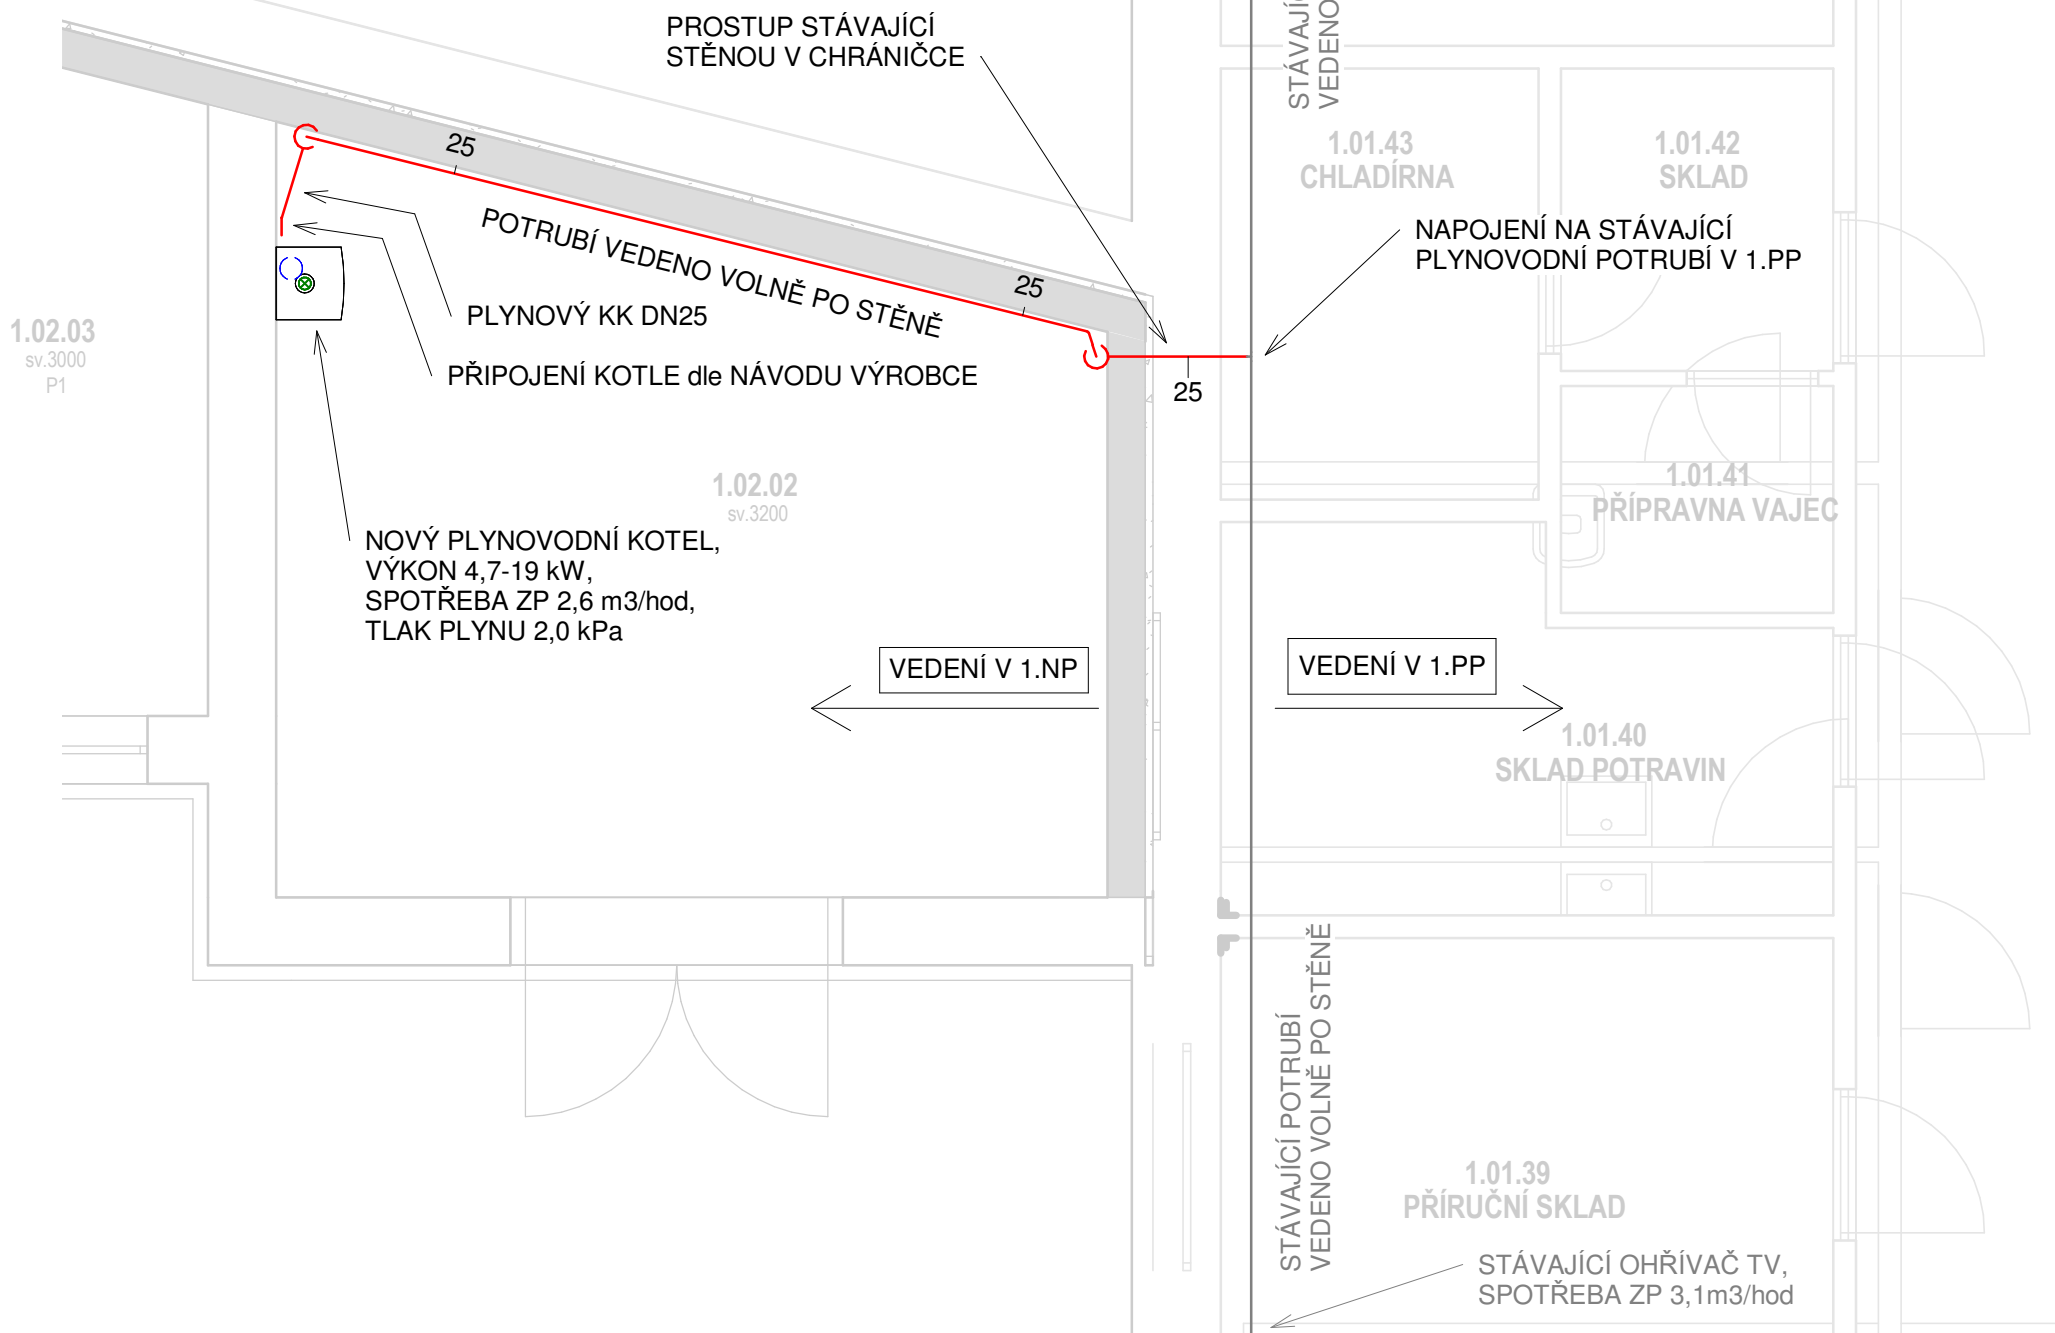 PROSTUP STÁVAJÍCÍ
STĚNOU V CHRÁNIČCE
VEDENO
1.01.43
CHLADÍRNA
1.01.42
SKLAD
25
POTRUBÍ VEDENO VOLNĚ PO STĚNĚ
25
NAPOJENÍ NA STÁVAJÍCÍ
PLYNOVODNÍ POTRUBÍ V 1.PP
PLYNOVÝ KK DN25
1.02.03
sv.3000
P1
PŘIPOJENÍ KOTLE dle NÁVODU VÝROBCE
25
1.02.02
sv.3200
1.01.41
PŘÍPRAVNA VAJEC
NOVÝ PLYNOVODNÍ KOTEL,
VÝKON 4,7-19 kW,
SPOTŘEBA ZP 2,6 m3/hod,
TLAK PLYNU 2,0 kPa
VEDENÍ V 1.NP
VEDENÍ V 1.PP
1.01.40
SKLAD POTRAVIN
STÁVAJÍCÍ POTRUBÍ
VEDENO VOLNĚ PO STĚNĚ
1.01.39
PŘÍRUČNÍ SKLAD
STÁVAJÍCÍ OHŘÍVAČ TV,
SPOTŘEBA ZP 3,1m3/hod